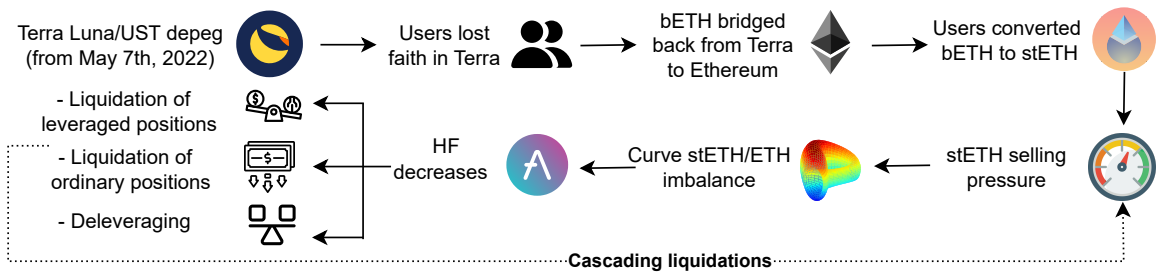 Terra Luna/UST depeg
(from May 7th, 2022)
Users lost
faith in Terra
bETH bridged
back from Terra
to Ethereum
Users converted
bETH to stETH
stETH selling
pressure
Curve stETH/ETH
imbalance
HF
decreases
- Liquidation of
leveraged positions
- Liquidation of
ordinary positions
- Deleveraging
Cascading liquidations